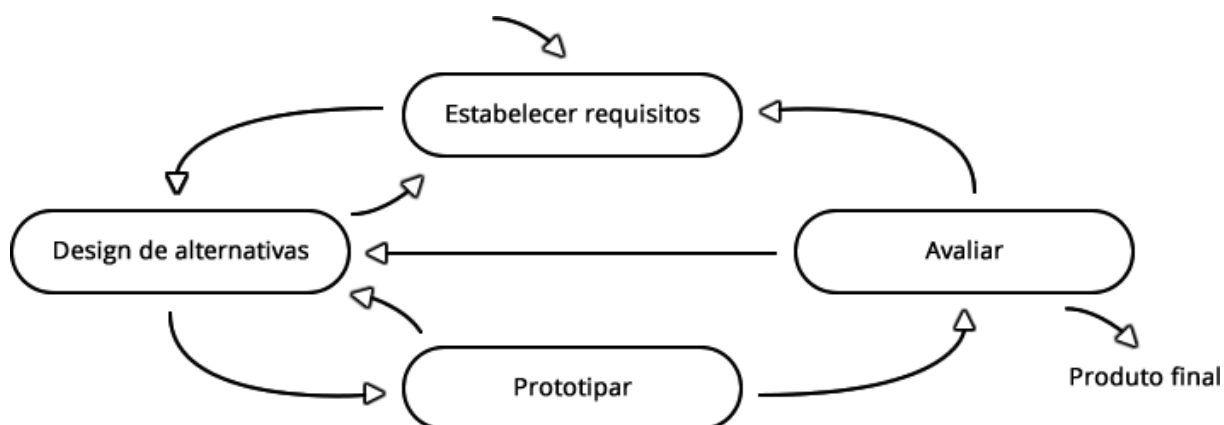 Estabelecer requisitos
Design de alternativas
Avaliar
Prototipar
Produto final